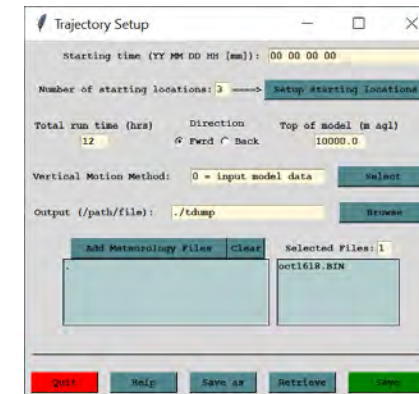 Trajectory Setup
Starting time (YY MM DD HH [mm]): 00 00 00 00
Number of starting locations: 3 ====> Setup starting locations
Total run time (hrs) Direction Top of model (m agl)
12 Fwrd Back 10000.0
Vertical Motion Method: 0 = input model data Select
Output (/path/file): ./tdump Browse
Add Meteorology Files Clear Selected Files: 1
. oct1618.BIN
Quit Help Save as Retrieve Save